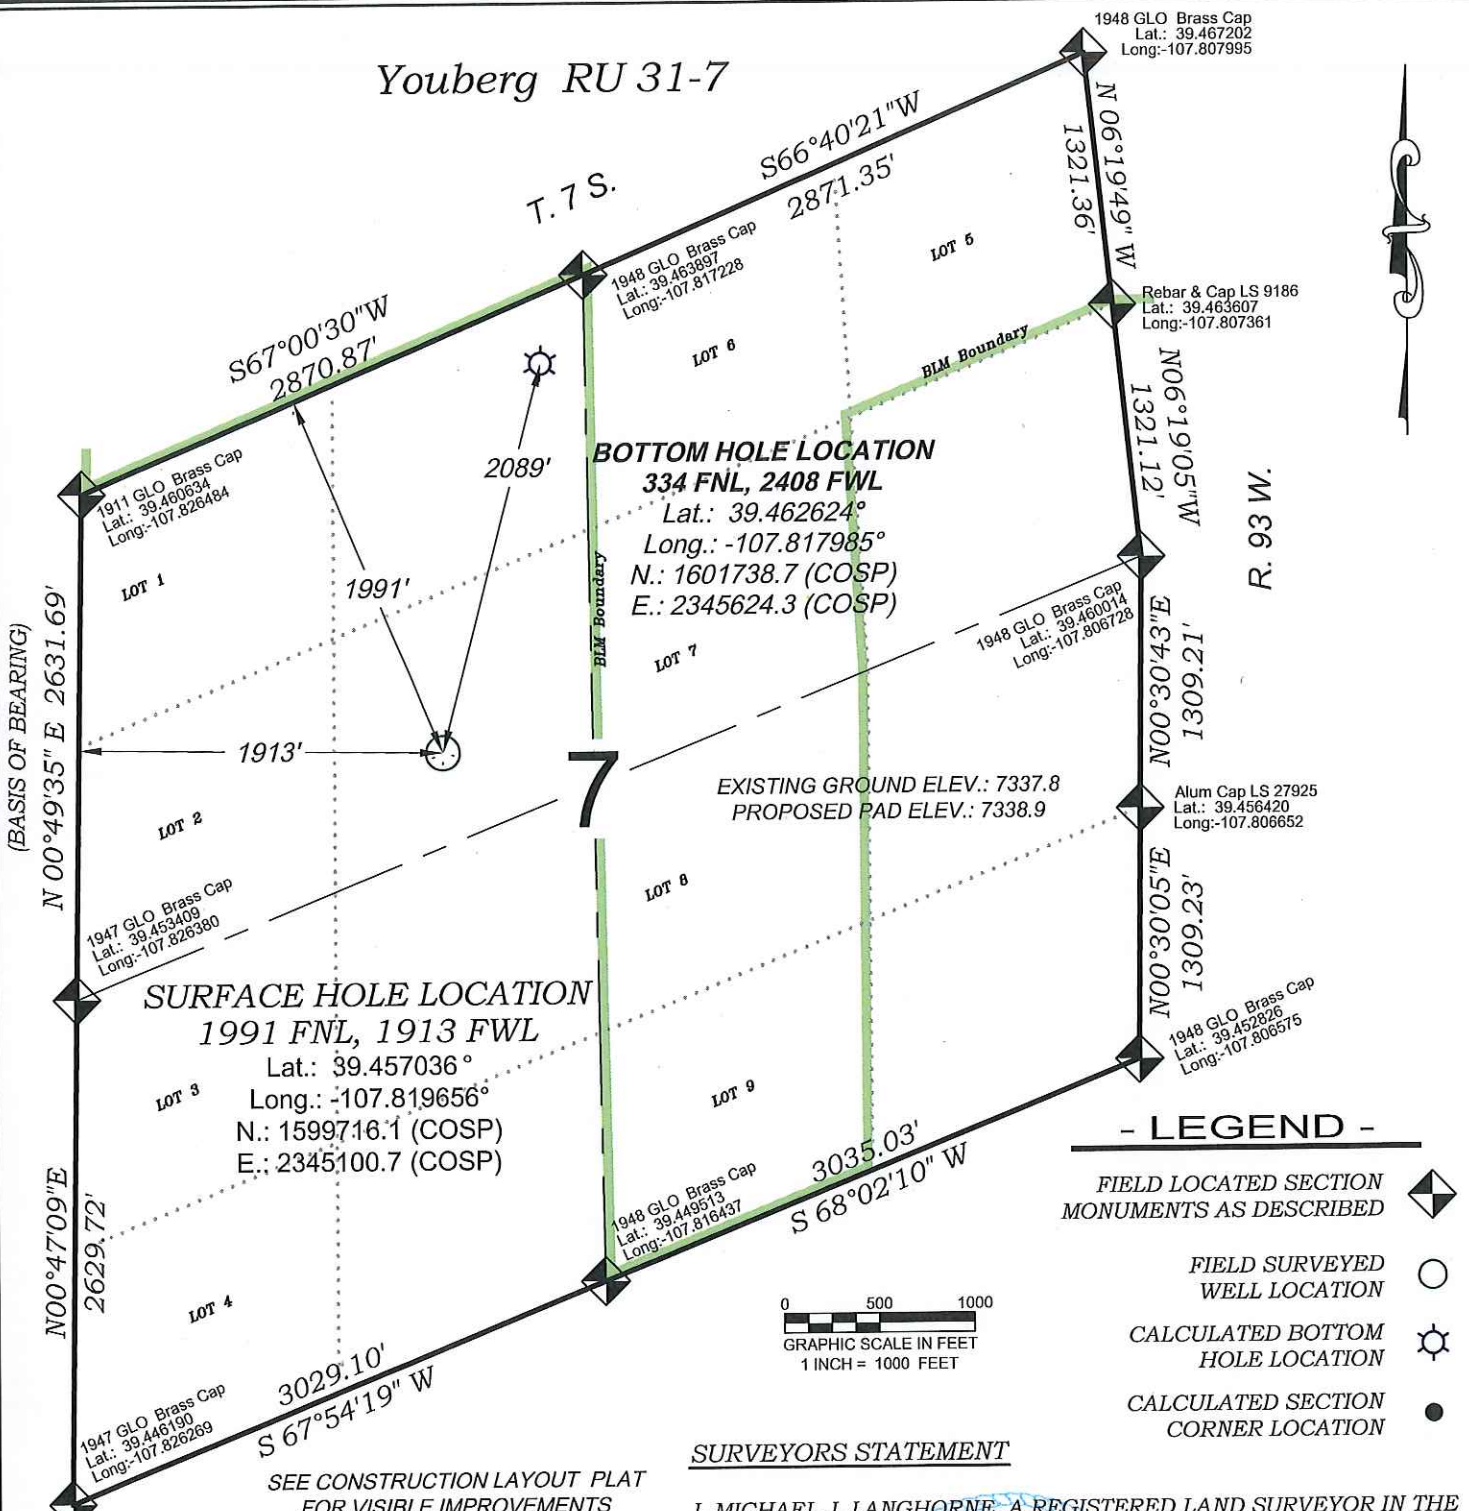 Youberg RU 31-7
1948 GLO Brass Cap
Lat.: 39.467202
Long:-107.807995
T. 7 S.
S66°40'21"W
2871.35'
N 06°19'49" W
1321.36'
1948 GLO Brass Cap
Lat.: 39.463897
Long:-107.817228
LOT 5
Rebar & Cap LS 9186
Lat.: 39.463607
Long:-107.807361
S67°00'30"W
2870.87'
LOT 6
BLM Boundary
N06°19'05"W
1321.12'
2089'
BOTTOM HOLE LOCATION
334 FNL, 2408 FWL
Lat.: 39.462624°
Long.: -107.817985°
N.: 1601738.7 (COSP)
E.: 2345624.3 (COSP)
1911 GLO Brass Cap
Lat.: 39.460634
Long:-107.826484
R. 93 W.
LOT 1
1991'
BLM Boundary
LOT 7
1948 GLO Brass Cap
Lat.: 39.460014
Long:-107.806728
(BASIS OF BEARING)
N 00°49'35" E 2631.69'
N00°30'43"E
1309.21'
1913'
7
EXISTING GROUND ELEV.: 7337.8
PROPOSED PAD ELEV.: 7338.9
Alum Cap LS 27925
Lat.: 39.456420
Long:-107.806652
LOT 2
LOT 8
N00°30'05"E
1309.23'
1947 GLO Brass Cap
Lat.: 39.453409
Long:-107.826380
SURFACE HOLE LOCATION
1991 FNL, 1913 FWL
Lat.: 39.457036°
Long.: -107.819656°
N.: 1599716.1 (COSP)
E.: 2345100.7 (COSP)
1948 GLO Brass Cap
Lat.: 39.452826
Long:-107.806575
LOT 3
LOT 9
N00°47'09"E
2629.72'
1948 GLO Brass Cap
Lat.: 39.449513
Long:-107.816437
3035.03'
S 68°02'10" W
- LEGEND -
FIELD LOCATED SECTION
MONUMENTS AS DESCRIBED
FIELD SURVEYED
WELL LOCATION
CALCULATED BOTTOM
HOLE LOCATION
CALCULATED SECTION
CORNER LOCATION
LOT 4
0 500 1000
GRAPHIC SCALE IN FEET
1 INCH = 1000 FEET
3029.10'
S 67°54'19" W
1947 GLO Brass Cap
Lat.: 39.446190
Long:-107.826269
SEE CONSTRUCTION LAYOUT PLAT
FOR VISIBLE IMPROVEMENTS
SURVEYORS STATEMENT
I, MICHAEL J. LANGHORNE, A REGISTERED LAND SURVEYOR IN THE